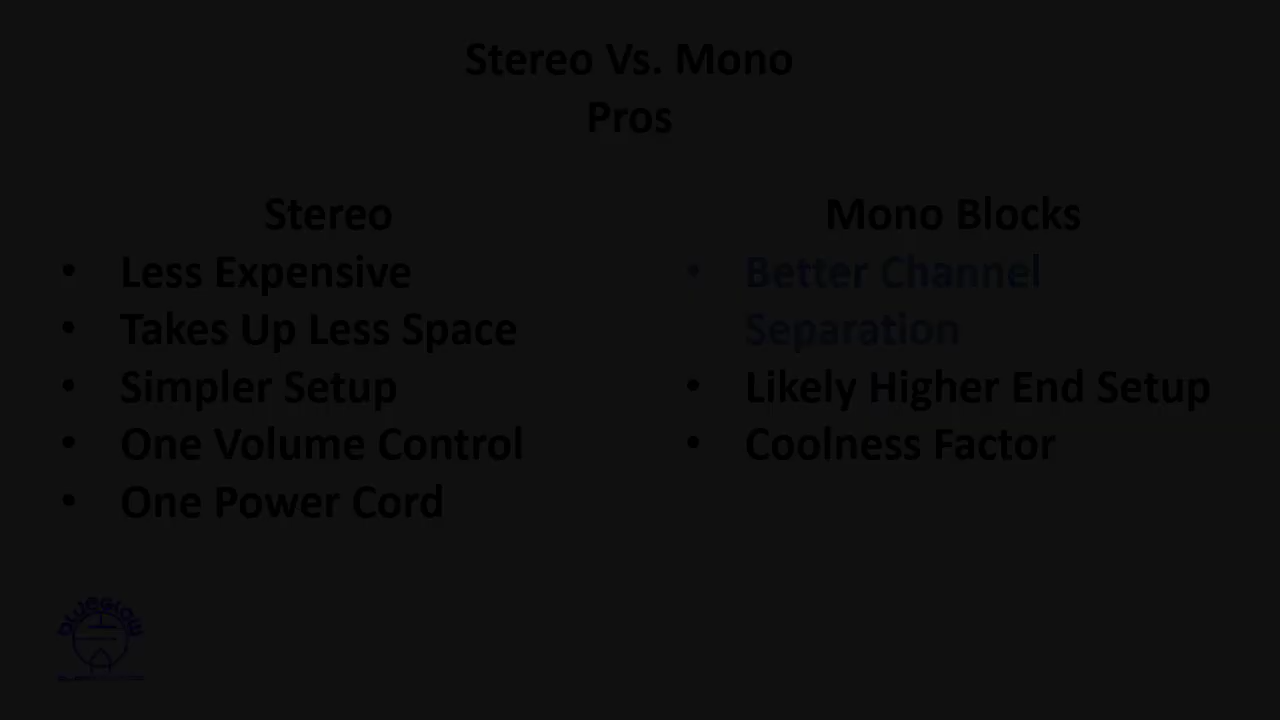 Stereo Vs. Mono
Pros
Stereo
• Less Expensive
• Takes Up Less Space
• Simpler Setup
• One Volume Control
• One Power Cord
Mono Blocks
• Better Channel
Separation
• Likely Higher End Setup
• Coolness Factor
BLUEGLOW